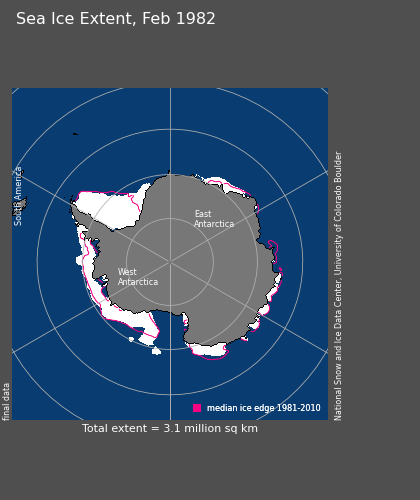 Sea Ice Extent, Feb 1982
South America
East
Antarctica
West
Antarctica
National Snow and Ice Data Center, University of Colorado Boulder
final data
median ice edge 1981-2010
Total extent = 3.1 million sq km